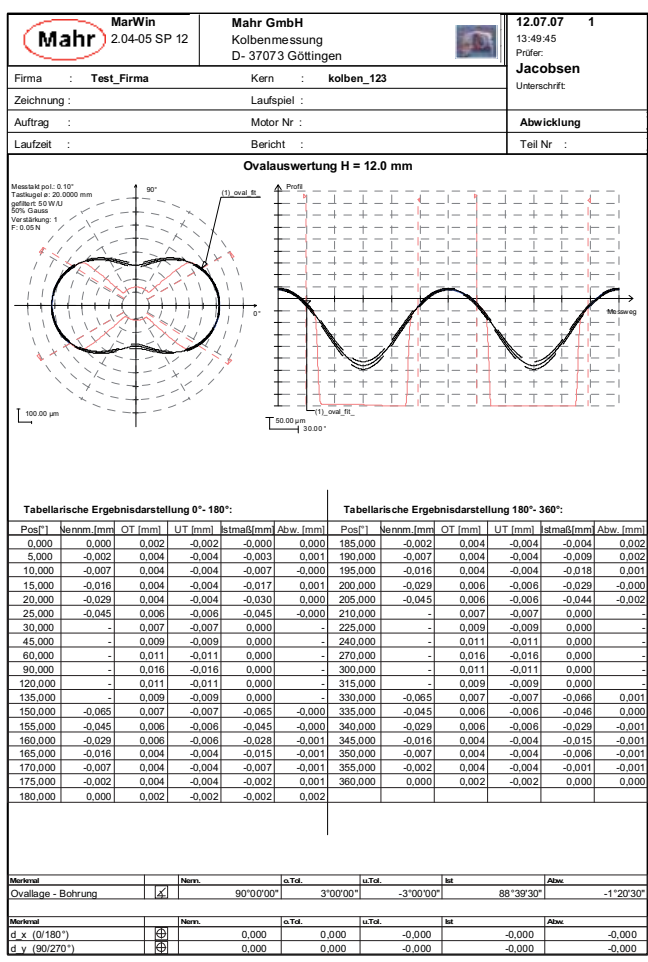 Mahr
MarWin
2.04-05 SP 12
Mahr GmbH
Kolbenmessung
D- 37073 Göttingen
12.07.07 1
13:49:45
Prüfer:
Jacobsen
Unterschrift:
Firma : Test_Firma Kern : kolben_123
Zeichnung : Laufspiel :
Auftrag : Motor Nr : Abwicklung
Laufzeit : Bericht : Teil Nr :
Ovalauswertung H = 12.0 mm
Messtakt pol.: 0.10°
Tastkugel ø: 20.0000 mm
gefiltert: 50 W/U
50% Gauss
Verstärkung: 1
F: 0.05 N
90°
(1)_oval_fit_
0°
100.00 µm
Profil
Messweg
(1)_oval_fit_
50.00 µm
30.00°
Tabellarische Ergebnisdarstellung 0°- 180°: Tabellarische Ergebnisdarstellung 180°- 360°:
Pos[°] Nennm.[mm OT [mm] UT [mm] Istmaß[mm] Abw. [mm] Pos[°] Nennm.[mm OT [mm] UT [mm] Istmaß[mm] Abw. [mm]
0,000 0,000 0,002 -0,002 -0,000 0,000 185,000 -0,002 0,004 -0,004 -0,004 0,002
5,000 -0,002 0,004 -0,004 -0,003 0,001 190,000 -0,007 0,004 -0,004 -0,009 0,002
10,000 -0,007 0,004 -0,004 -0,007 -0,000 195,000 -0,016 0,004 -0,004 -0,018 0,001
15,000 -0,016 0,004 -0,004 -0,017 0,001 200,000 -0,029 0,006 -0,006 -0,029 -0,000
20,000 -0,029 0,004 -0,004 -0,030 0,000 205,000 -0,045 0,006 -0,006 -0,044 -0,002
25,000 -0,045 0,006 -0,006 -0,045 -0,000 210,000 - 0,007 -0,007 0,000 -
30,000 - 0,007 -0,007 0,000 - 225,000 - 0,009 -0,009 0,000 -
45,000 - 0,009 -0,009 0,000 - 240,000 - 0,011 -0,011 0,000 -
60,000 - 0,011 -0,011 0,000 - 270,000 - 0,016 -0,016 0,000 -
90,000 - 0,016 -0,016 0,000 - 300,000 - 0,011 -0,011 0,000 -
120,000 - 0,011 -0,011 0,000 - 315,000 - 0,009 -0,009 0,000 -
135,000 - 0,009 -0,009 0,000 - 330,000 -0,065 0,007 -0,007 -0,066 0,001
150,000 -0,065 0,007 -0,007 -0,065 -0,000 335,000 -0,045 0,006 -0,006 -0,046 0,000
155,000 -0,045 0,006 -0,006 -0,045 -0,000 340,000 -0,029 0,006 -0,006 -0,029 -0,001
160,000 -0,029 0,006 -0,006 -0,028 -0,001 345,000 -0,016 0,004 -0,004 -0,015 -0,001
165,000 -0,016 0,004 -0,004 -0,015 -0,001 350,000 -0,007 0,004 -0,004 -0,006 -0,001
170,000 -0,007 0,004 -0,004 -0,007 -0,001 355,000 -0,002 0,004 -0,004 -0,001 -0,001
175,000 -0,002 0,004 -0,004 -0,002 0,001 360,000 0,000 0,002 -0,002 0,000 0,000
180,000 0,000 0,002 -0,002 -0,002 0,002
Merkmal Nenn. o.Tol. u.Tol. Ist Abw.
Ovallage - Bohrung 90°00'00" 3°00'00" -3°00'00" 88°39'30" -1°20'30"
Merkmal Nenn. o.Tol. u.Tol. Ist Abw.
d_x (0/180°) 0,000 0,000 -0,000 -0,000 -0,000
d_y (90/270°) 0,000 0,000 -0,000 -0,000 -0,000